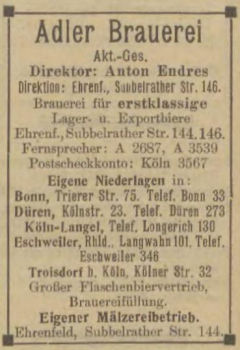 Adler Brauerei
Akt.-Ges.
Direktor: Anton Endres
Direktion: Ehrenf., Subbelrather Str. 146.
Brauerei für erstklassige
Lager- u. Exportbiere
Ehrenf., Subbelrather Str. 144.146.
Fernsprecher: A 2687, A 3539
Postscheckkonto: Köln 3567
Eigene Niederlagen in:
Bonn, Trierer Str. 75. Telef. Bonn 33
Düren, Kölnstr. 23. Telef. Düren 273
Köln-Langel, Telef. Longerich 130
Eschweiler, Rhld., Langwahn 101, Telef.
Eschweiler 346
Troisdorf b. Köln, Kölner Str. 32
Großer Flaschenbiervertrieb,
Brauereifüllung.
Eigener Mälzereibetrieb.
Ehrenfeld, Subbelrather Str. 144.